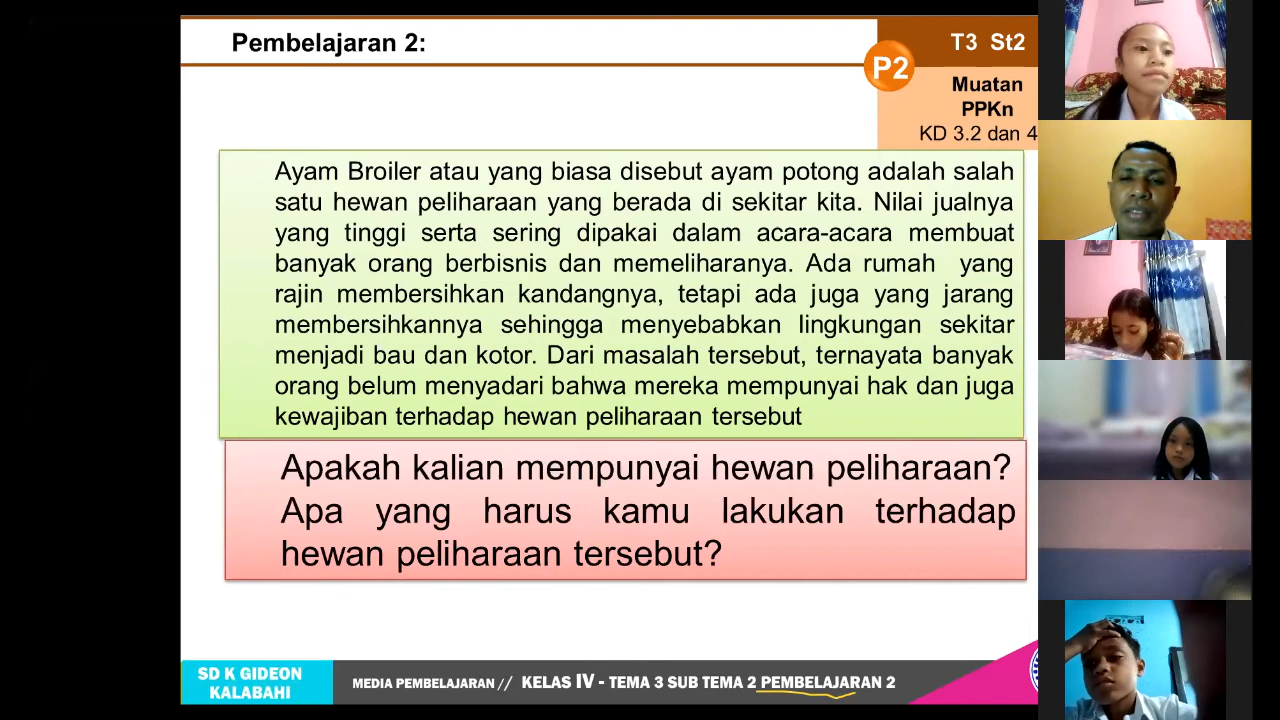 Pembelajaran 2:
T3 St2
P2
Muatan
PPKn
KD 3.2 dan 4
Ayam Broiler atau yang biasa disebut ayam potong adalah salah
satu hewan peliharaan yang berada di sekitar kita. Nilai jualnya
yang tinggi serta sering dipakai dalam acara-acara membuat
banyak orang berbisnis dan memeliharanya. Ada rumah yang
rajin membersihkan kandangnya, tetapi ada juga yang jarang
membersihkannya sehingga menyebabkan lingkungan sekitar
menjadi bau dan kotor. Dari masalah tersebut, ternayata banyak
orang belum menyadari bahwa mereka mempunyai hak dan juga
kewajiban terhadap hewan peliharaan tersebut
Apakah kalian mempunyai hewan peliharaan?
Apa yang harus kamu lakukan terhadap
hewan peliharaan tersebut?
SD K GIDEON
KALABAHI
MEDIA PEMBELAJARAN // KELAS IV - TEMA 3 SUB TEMA 2 PEMBELAJARAN 2